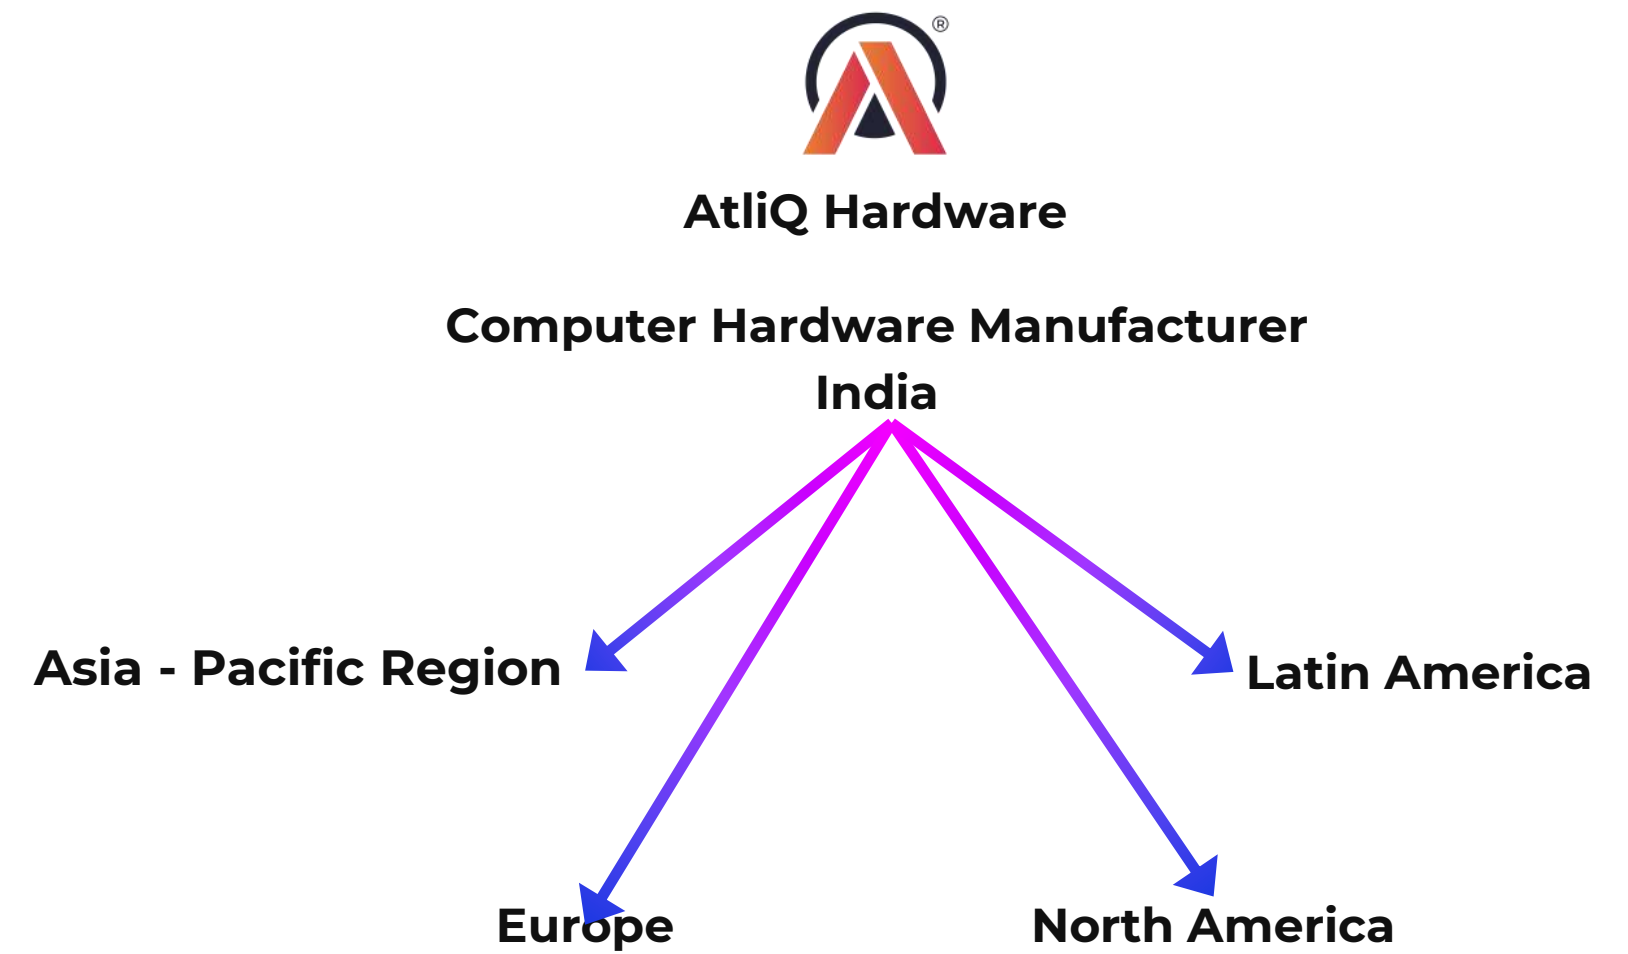 ®
AtliQ Hardware
Computer Hardware Manufacturer
India
Asia - Pacific Region
Latin America
Europe
North America